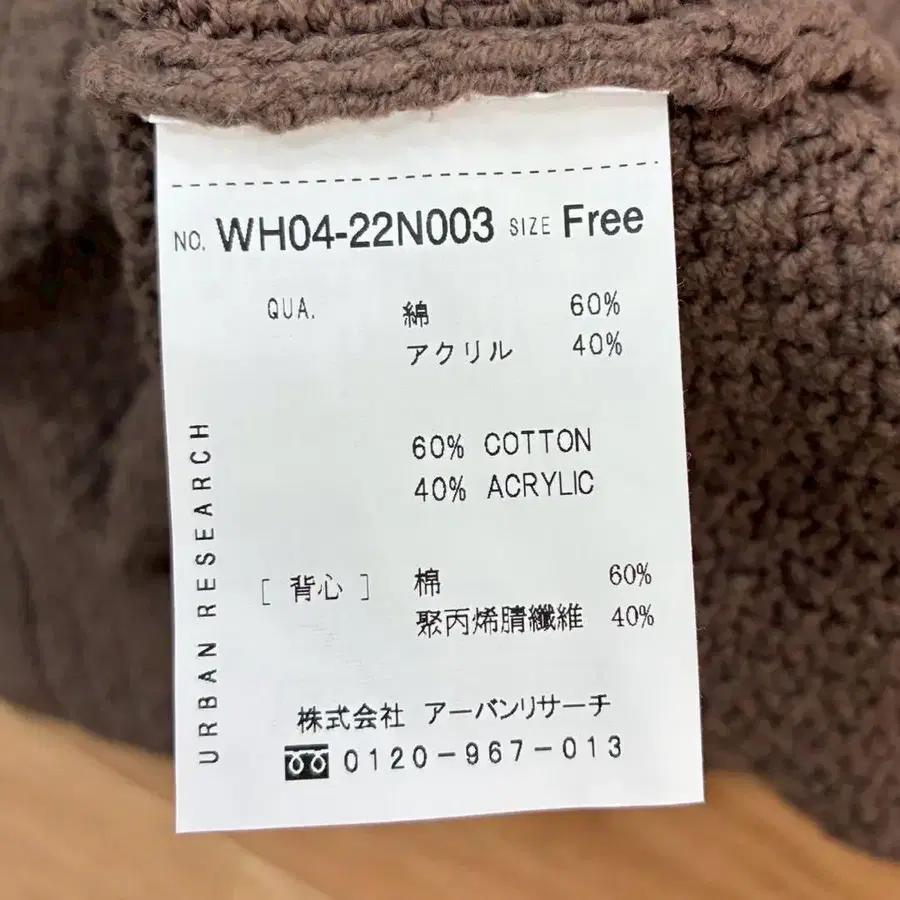 NO. WH04-22N003 SIZE Free
QUA. 綿 60%
アクリル 40%
60% COTTON
40% ACRYLIC
[ 背心 ] 棉 60%
聚丙烯腈纖維 40%
URBAN RESEARCH
株式会社 アーバンリサーチ
0120-967-013